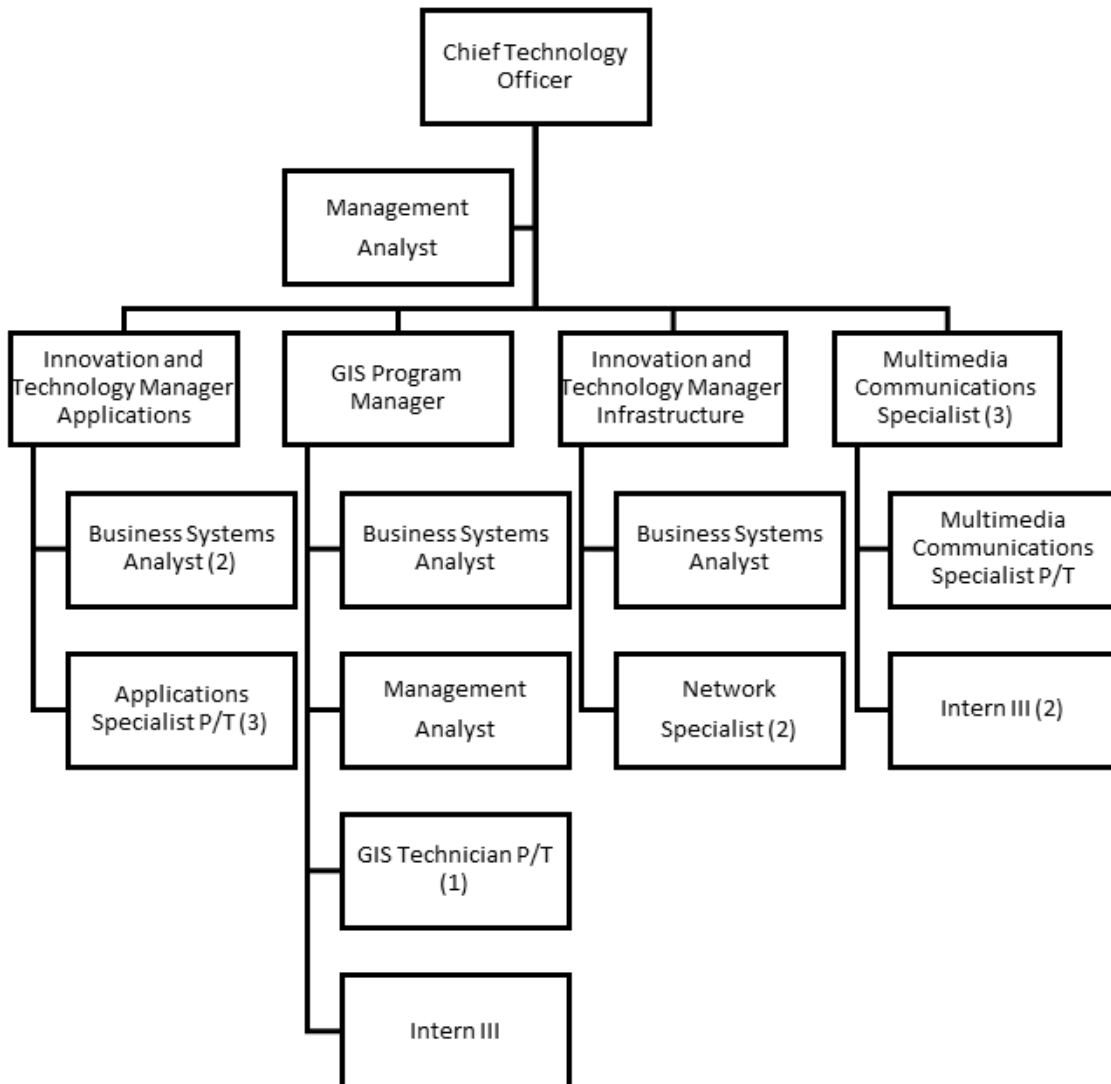 Chief Technology
Officer
Management
Analyst
Innovation and
Technology Manager
Applications
GIS Program
Manager
Innovation and
Technology Manager
Infrastructure
Multimedia
Communications
Specialist (3)
Business Systems
Analyst (2)
Business Systems
Analyst
Business Systems
Analyst
Multimedia
Communications
Specialist P/T
Applications
Specialist P/T (3)
Management
Analyst
Network
Specialist (2)
Intern III (2)
GIS Technician P/T
(1)
Intern III